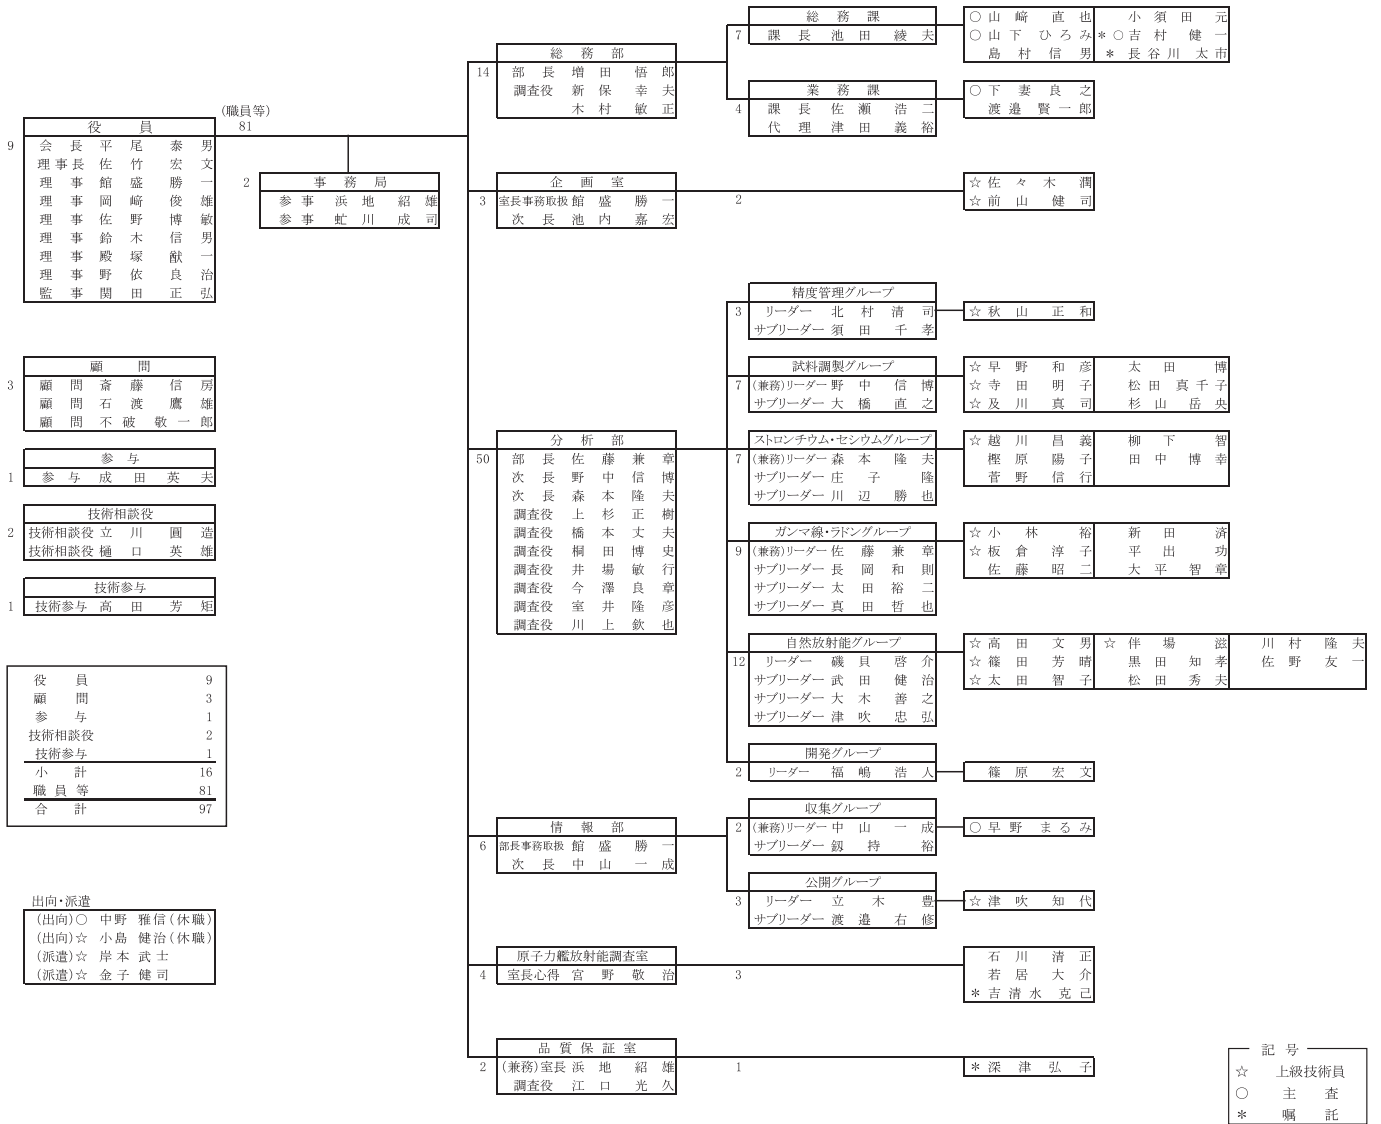 (職員等)
81
役員
9
会長 平尾泰男
理事長 佐竹宏文
理事 館盛勝一
理事 岡﨑俊雄
理事 佐野博敏
理事 鈴木信男
理事 殿塚猷一
理事 野依良治
監事 関田正弘
2
事務局
参事 浜地紹雄
参事 虻川成司
顧問
3
顧問 斎藤信房
顧問 石渡鷹雄
顧問 不破敬一郎
参与
1
参与 成田英夫
技術相談役
2
技術相談役 立川圓造
技術相談役 樋口英雄
技術参与
1
技術参与 高田芳矩
役員 9
顧問 3
参与 1
技術相談役 2
技術参与 1
小計 16
職員等 81
合計 97
出向・派遣
(出向)○ 中野 雅信(休職)
(出向)☆ 小島 健治(休職)
(派遣)☆ 岸本 武士
(派遣)☆ 金子 健司
総務部
14
部長 増田悟郎
調査役 新保幸夫
木村敏正
総務課
7
課長 池田綾夫
○山﨑直也 小須田元
○山下ひろみ *○吉村健一
島村信男 *長谷川太市
業務課
4
課長 佐瀬浩二
代理 津田義裕
○下妻良之
渡邉賢一郎
企画室
3
室長事務取扱 館盛勝一
次長 池内嘉宏
2
☆佐々木潤
☆前山健司
分析部
50
部長 佐藤兼章
次長 野中信博
次長 森本隆夫
調査役 上杉正樹
調査役 橋本丈夫
調査役 桐田博史
調査役 井場敏行
調査役 今澤良章
調査役 室井隆彦
調査役 川上欽也
精度管理グループ
3
リーダー 北村清司
サブリーダー 須田千孝
☆秋山正和
試料調製グループ
7
(兼務)リーダー 野中信博
サブリーダー 大橋直之
☆早野和彦 太田博
☆寺田明子 松田真千子
☆及川真司 杉山岳央
ストロンチウム・セシウムグループ
7
(兼務)リーダー 森本隆夫
サブリーダー 庄子隆
サブリーダー 川辺勝也
☆越川昌義 柳下智
樫原陽子 田中博幸
菅野信行
ガンマ線・ラドングループ
9
(兼務)リーダー 佐藤兼章
サブリーダー 長岡和則
サブリーダー 太田裕二
サブリーダー 真田哲也
☆小林裕 新田済
☆板倉淳子 平出功
佐藤昭二 大平智章
自然放射能グループ
12
リーダー 磯貝啓介
サブリーダー 武田健治
サブリーダー 大木善之
サブリーダー 津吹忠弘
☆高田文男 ☆伴場滋 川村隆夫
☆篠田芳晴 黒田知孝 佐野友一
☆太田智子 松田秀夫
開発グループ
2
リーダー 福嶋浩人
篠原宏文
情報部
6
部長事務取扱 館盛勝一
次長 中山一成
収集グループ
2
(兼務)リーダー 中山一成
サブリーダー 釼持裕
○早野まるみ
公開グループ
3
リーダー 立木豊
サブリーダー 渡邉右修
☆津吹知代
原子力艦放射能調査室
4
室長心得 宮野敬治
3
石川清正
若居大介
*吉清水克己
品質保証室
2
(兼務)室長 浜地紹雄
調査役 江口光久
1
*深津弘子
記号
☆ 上級技術員
○ 主査
* 嘱託